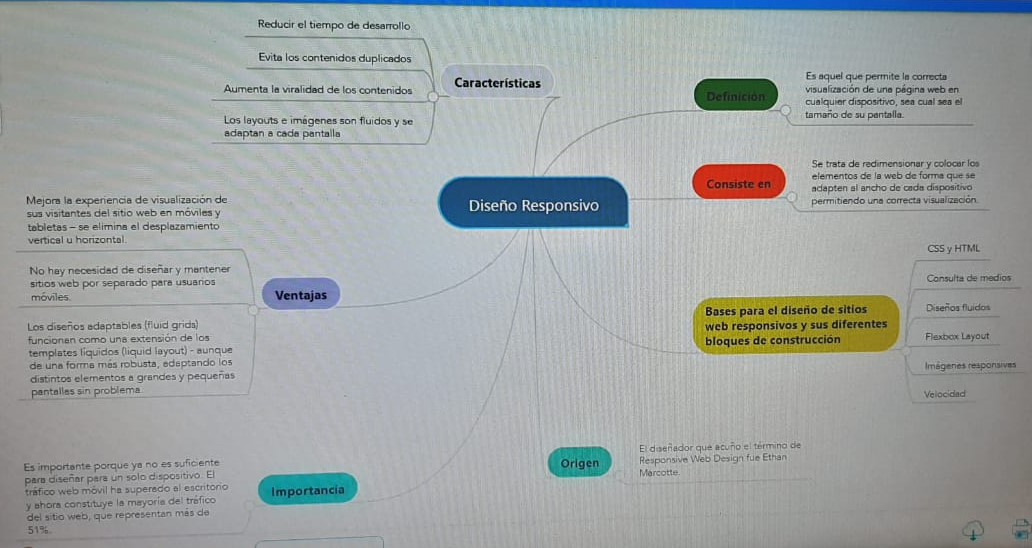 Reducir el tiempo de desarrollo
Evita los contenidos duplicados
Aumenta la viralidad de los contenidos
Los layouts e imágenes son fluidos y se
adaptan a cada pantalla
Características
Definición
Es aquel que permite la correcta
visualización de una página web en
cualquier dispositivo, sea cual sea el
tamaño de su pantalla.
Consiste en
Se trata de redimensionar y colocar los
elementos de la web de forma que se
adapten al ancho de cada dispositivo
permitiendo una correcta visualización.
Diseño Responsivo
Mejora la experiencia de visualización de
sus visitantes del sitio web en móviles y
tabletas – se elimina el desplazamiento
vertical u horizontal.
No hay necesidad de diseñar y mantener
sitios web por separado para usuarios
móviles.
Los diseños adaptables (fluid grids)
funcionan como una extensión de los
templates líquidos (liquid layout) - aunque
de una forma más robusta, adaptando los
distintos elementos a grandes y pequeñas
pantallas sin problema.
Ventajas
Bases para el diseño de sitios
web responsivos y sus diferentes
bloques de construcción
CSS y HTML
Consulta de medios
Diseños fluidos
Flexbox Layout
Imágenes responsivas
Velocidad
Origen
El diseñador que acuño el término de
Responsive Web Design fue Ethan
Marcotte.
Es importante porque ya no es suficiente
para diseñar para un solo dispositivo. El
tráfico web móvil ha superado al escritorio
y ahora constituye la mayoría del tráfico
del sitio web, que representan más de
51%.
Importancia